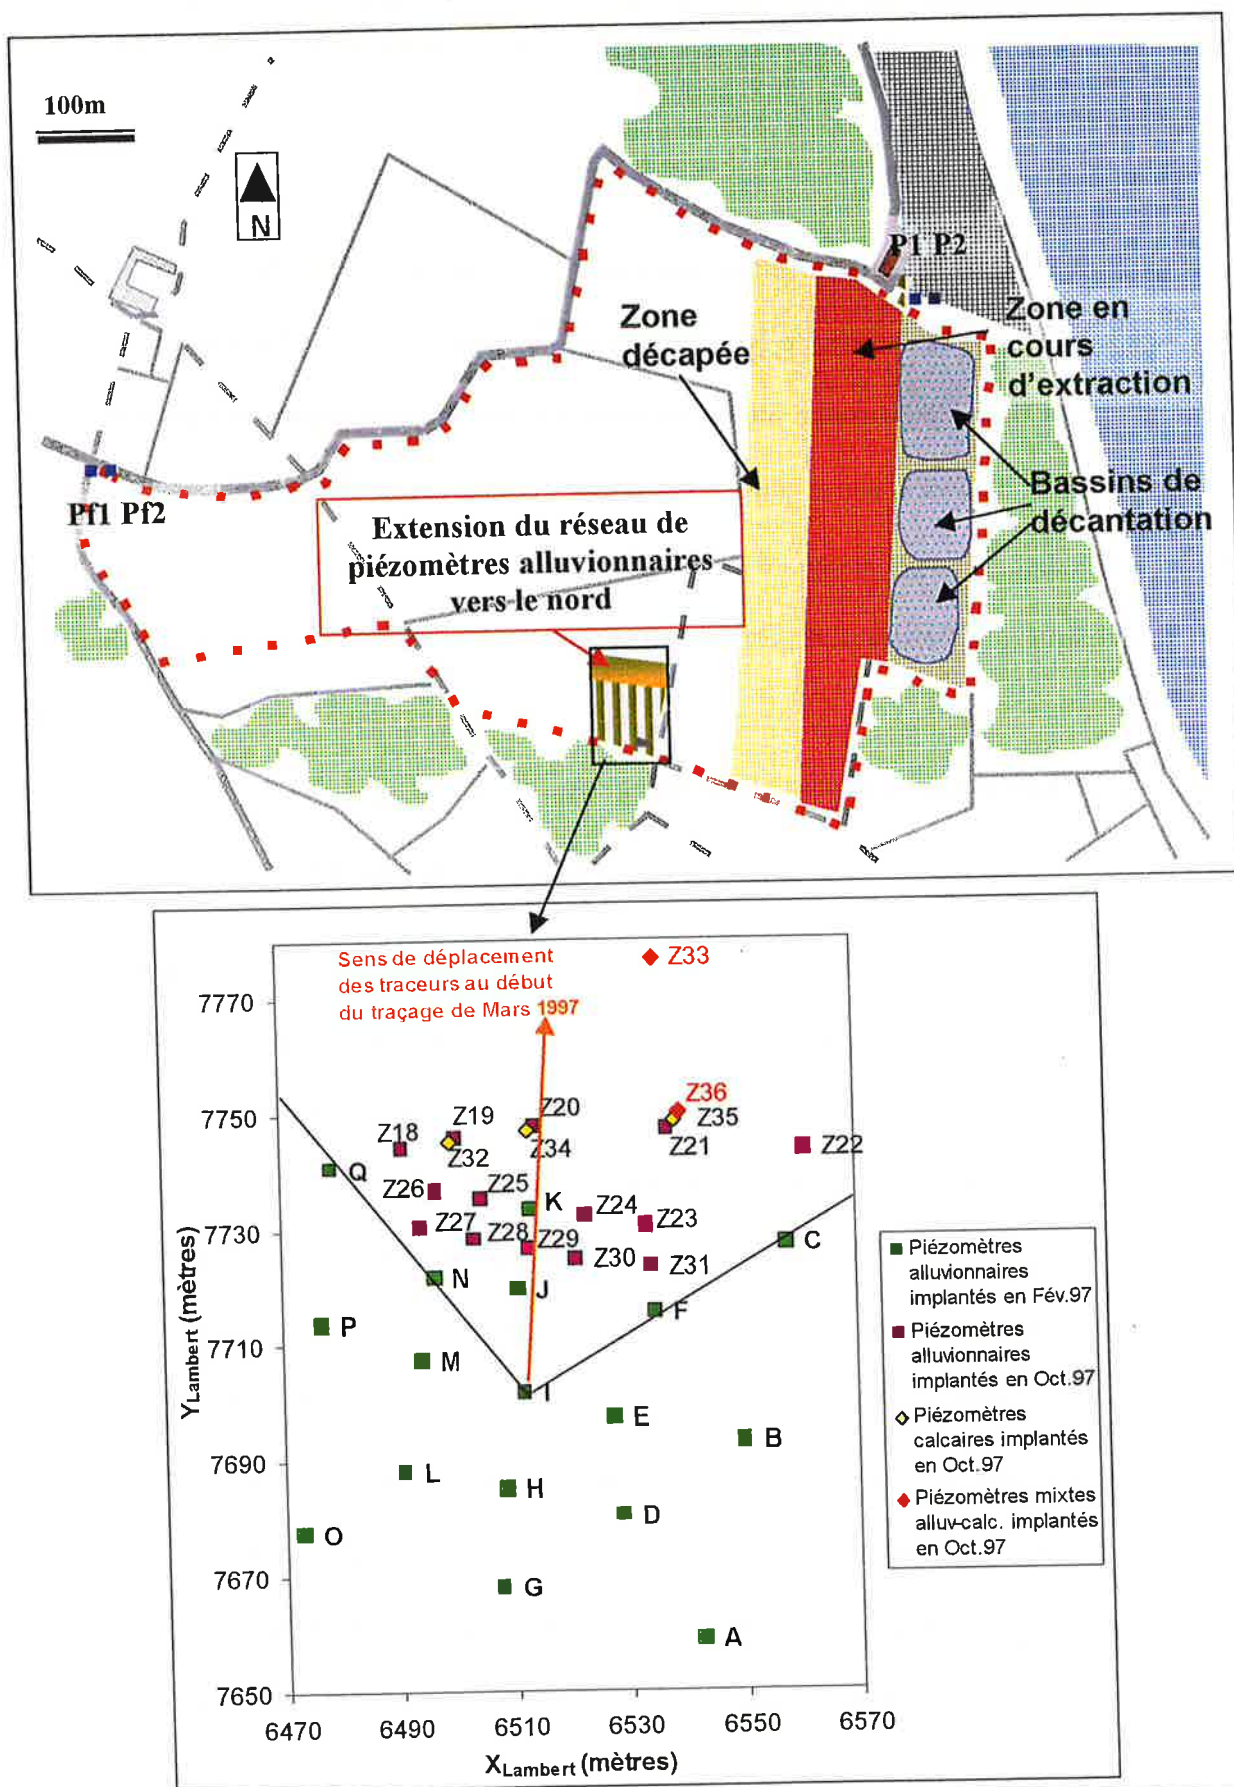 100m
N
P1 P2
Zone
décapée
Zone en
cours
d'extraction
Bassins de
décantation
Pf1 Pf2
Extension du réseau de
piézomètres alluvionnaires
vers le nord
Sens de déplacement
des traceurs au début
du traçage de Mars 1997
Z33
7770
7750
7730
7710
7690
7670
7650
Z36
Z35
Z20
Z19
Z18
Z32
Z34
Z21
Z22
Q
Z26
Z25
K
Z24
Z23
Z27
Z28
Z29
Z30
Z31
C
N
J
F
P
M
I
E
B
L
H
D
O
G
A
YLambert (mètres)
6470
6490
6510
6530
6550
6570
XLambert (mètres)
Piézomètres
alluvionnaires
implantés en Fév.97
Piézomètres
alluvionnaires
implantés en Oct.97
Piézomètres
calcaires implantés
en Oct.97
Piézomètres mixtes
alluv-calc. implantés
en Oct.97